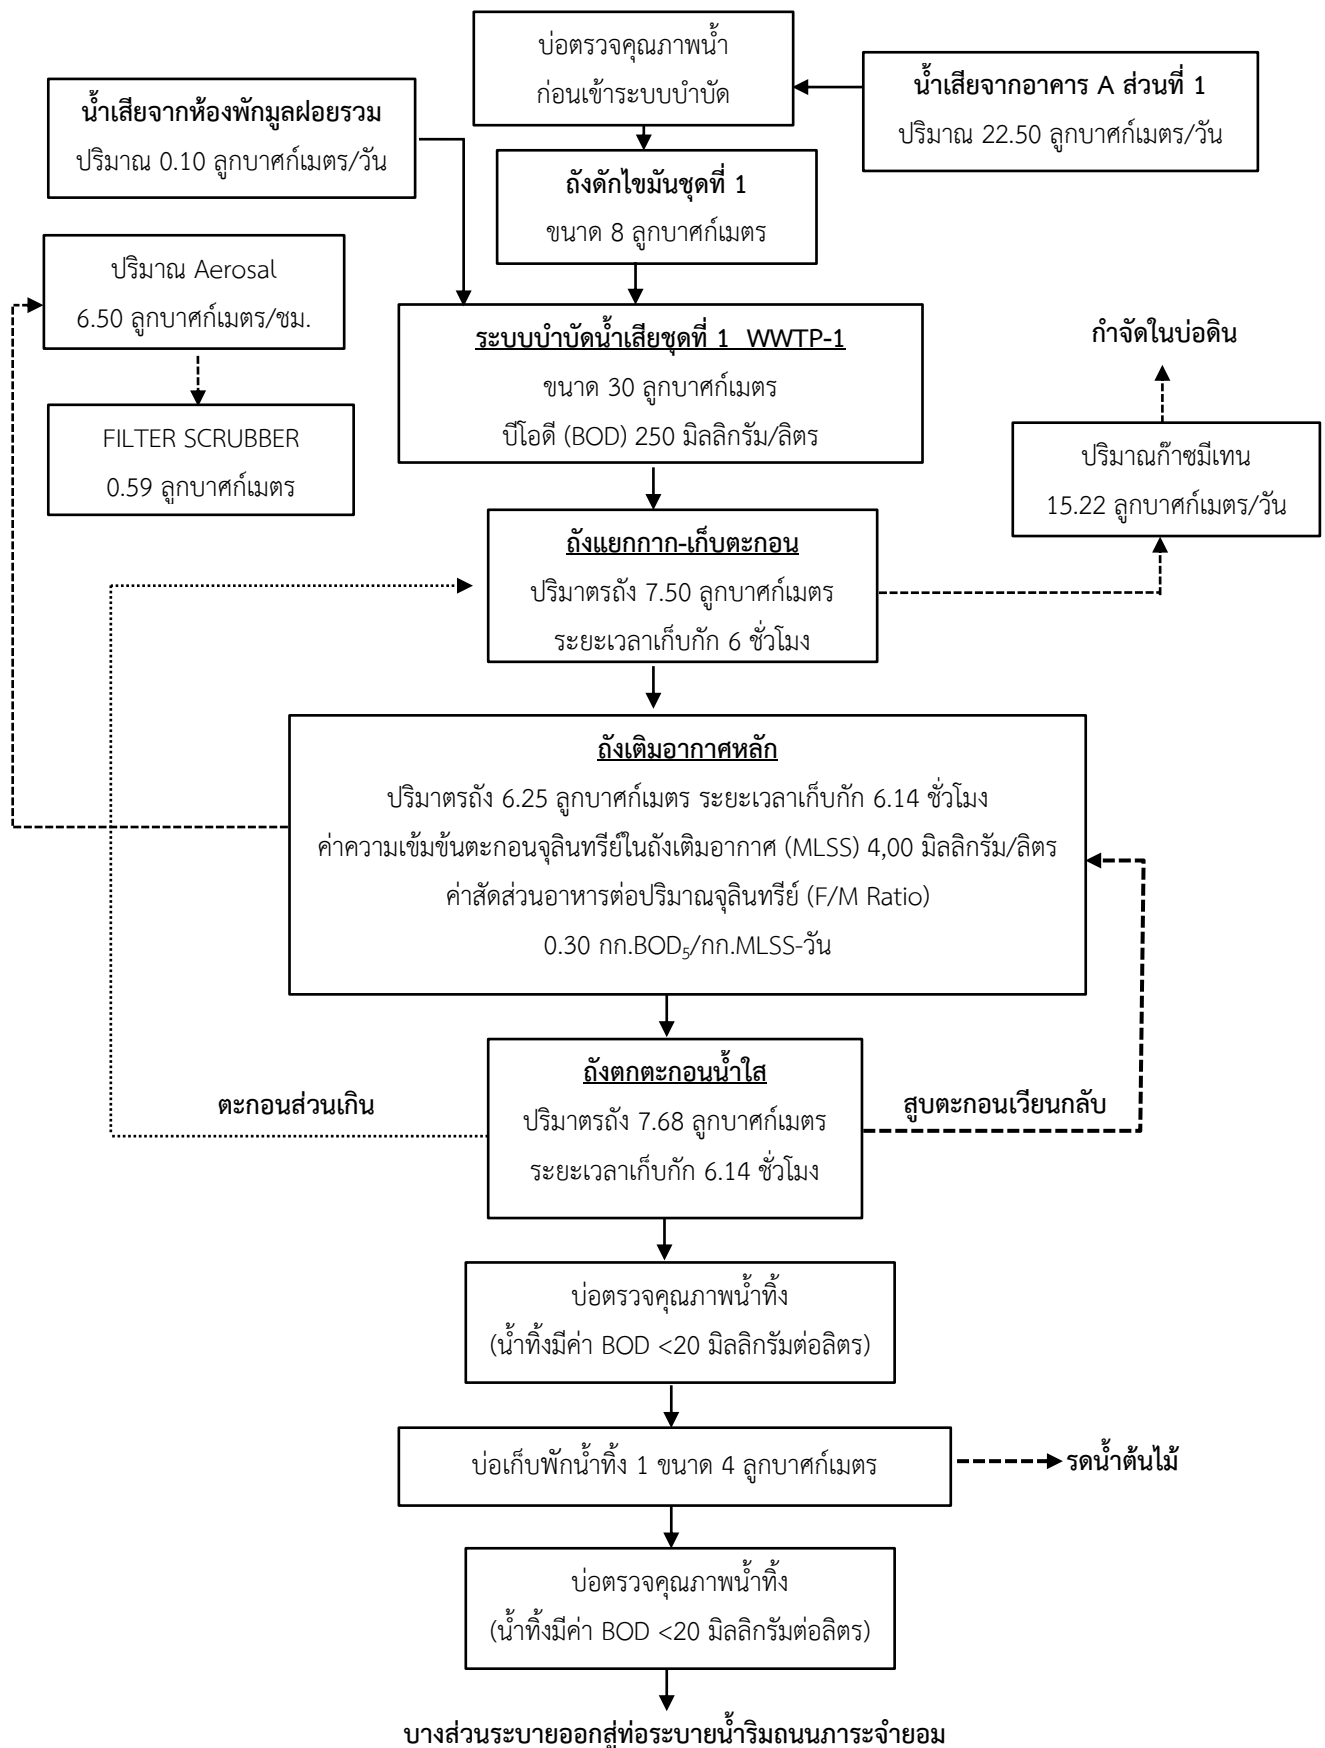 บ่อตรวจคุณภาพน้ำ
ก่อนเข้าระบบบำบัด
น้ำเสียจากอาคาร A ส่วนที่ 1
ปริมาณ 22.50 ลูกบาศก์เมตร/วัน
น้ำเสียจากห้องพักมูลฝอยรวม
ปริมาณ 0.10 ลูกบาศก์เมตร/วัน
ถังดักไขมันชุดที่ 1
ขนาด 8 ลูกบาศก์เมตร
ปริมาณ Aerosal
6.50 ลูกบาศก์เมตร/ชม.
ระบบบำบัดน้ำเสียชุดที่ 1 WWTP-1
ขนาด 30 ลูกบาศก์เมตร
บีโอดี (BOD) 250 มิลลิกรัม/ลิตร
กำจัดในบ่อดิน
FILTER SCRUBBER
0.59 ลูกบาศก์เมตร
ปริมาณก๊าซมีเทน
15.22 ลูกบาศก์เมตร/วัน
ถังแยกกาก-เก็บตะกอน
ปริมาตรถัง 7.50 ลูกบาศก์เมตร
ระยะเวลาเก็บกัก 6 ชั่วโมง
ถังเติมอากาศหลัก
ปริมาตรถัง 6.25 ลูกบาศก์เมตร ระยะเวลาเก็บกัก 6.14 ชั่วโมง
ค่าความเข้มข้นตะกอนจุลินทรีย์ในถังเติมอากาศ (MLSS) 4,00 มิลลิกรัม/ลิตร
ค่าสัดส่วนอาหารต่อปริมาณจุลินทรีย์ (F/M Ratio)
0.30 กก.BOD₅/กก.MLSS-วัน
ถังตกตะกอนน้ำใส
ปริมาตรถัง 7.68 ลูกบาศก์เมตร
ระยะเวลาเก็บกัก 6.14 ชั่วโมง
ตะกอนส่วนเกิน
สูบตะกอนเวียนกลับ
บ่อตรวจคุณภาพน้ำทิ้ง
(น้ำทิ้งมีค่า BOD <20 มิลลิกรัมต่อลิตร)
บ่อเก็บพักน้ำทิ้ง 1 ขนาด 4 ลูกบาศก์เมตร
รดน้ำต้นไม้
บ่อตรวจคุณภาพน้ำทิ้ง
(น้ำทิ้งมีค่า BOD <20 มิลลิกรัมต่อลิตร)
บางส่วนระบายออกสู่ท่อระบายน้ำริมถนนภาระจำยอม